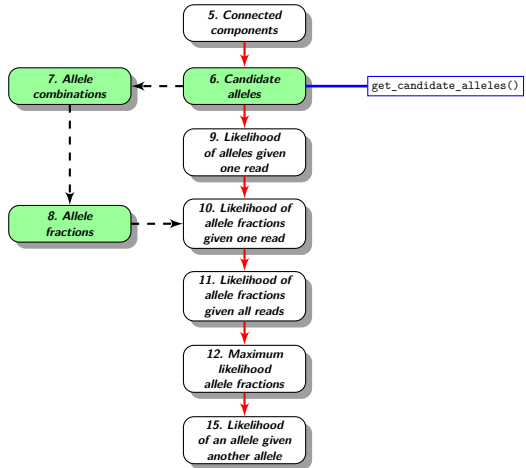 5. Connected
components
7. Allele
combinations
6. Candidate
alleles
get_candidate_alleles()
9. Likelihood
of alleles given
one read
8. Allele
fractions
10. Likelihood of
allele fractions
given one read
11. Likelihood of
allele fractions
given all reads
12. Maximum
likelihood
allele fractions
15. Likelihood
of an allele given
another allele